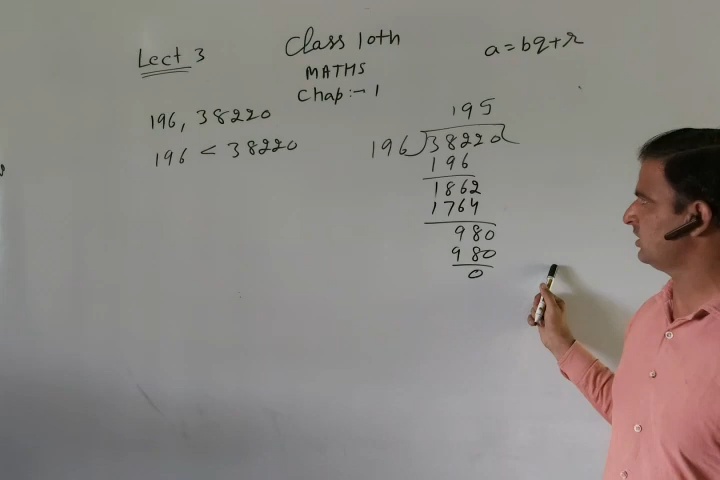 Lect 3
Class 10th
MATHS
Chap:- 1
a = bq + r
196, 38220
196 < 38220
195
196)38220(
196
1862
1764
980
980
0